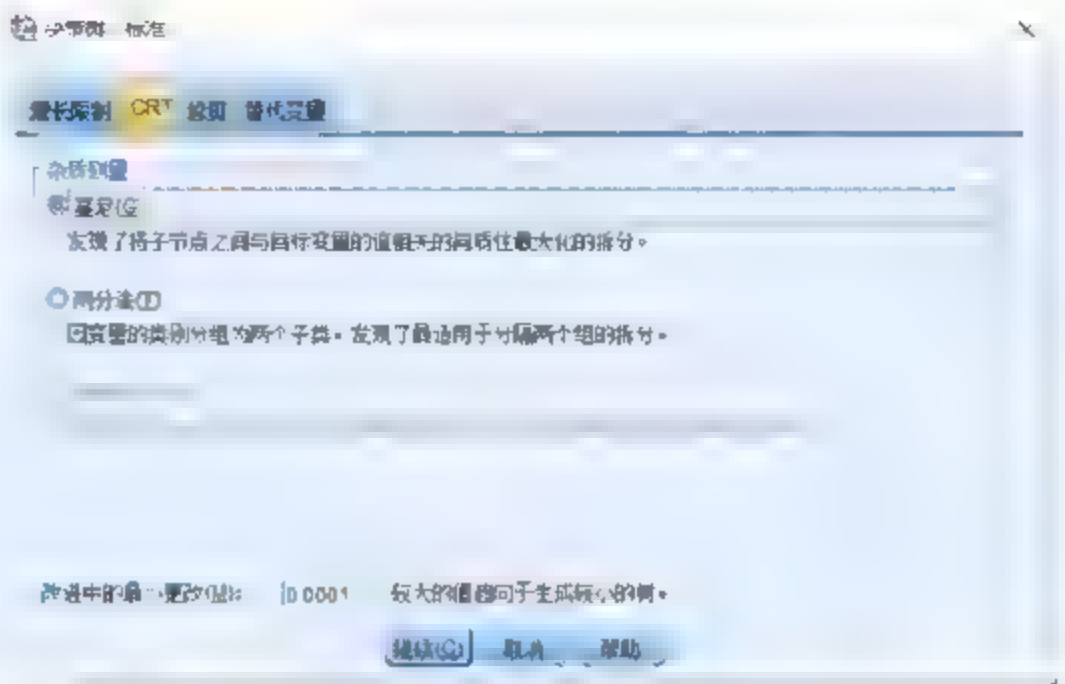 决策树：标准
增长限制 CRT 修剪 替代变量
杂质测量
基尼(G)
发现了将子节点之间与目标变量的值相关的同质性最大化的拆分。
两分法(T)
目标变量的类别分组为两个子类。发现了最适用于分隔两个组的拆分。
改进中的最小更改(M): 0.0001 较大的值趋向于生成较小的树。
继续(C) 取消 帮助